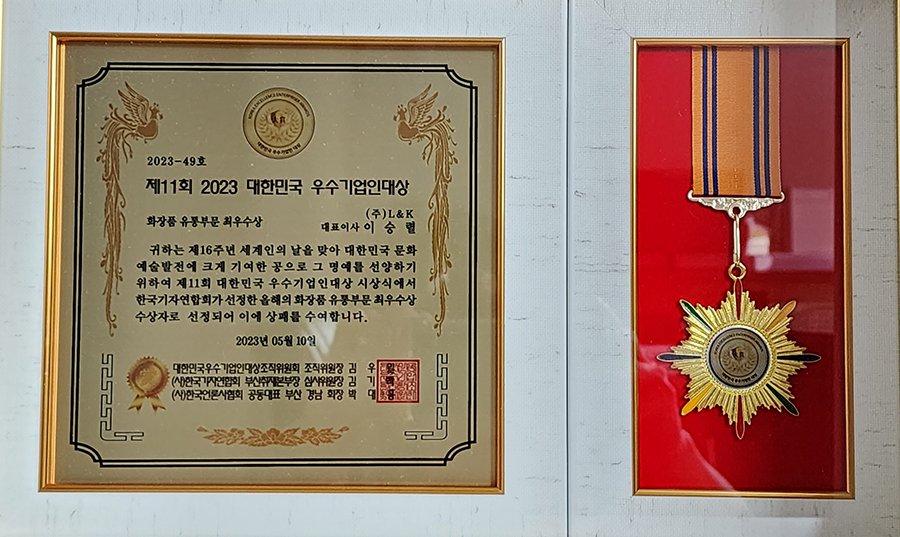 2023-49호
제11회 2023 대한민국 우수기업인대상
(주)L&K
화장품 유통부문 최우수상
대표이사 이 승 렬
귀하는 제16주년 세계인의 날을 맞아 대한민국 문화
예술발전에 크게 기여한 공으로 그 명예를 선양하기
위하여 제11회 대한민국 우수기업인대상 시상식에서
한국기자연합회가 선정한 올해의 화장품 유통부문 최우수상
수상자로 선정되어 이에 상패를 수여합니다.
2023년 05월 10일
대한민국우수기업인대상조직위원회 조직위원장 김 우
(사)한국기자연합회 부산취재본부장 심사위원장 김 기
(사)한국언론사협회 공동대표 부산 경남 회장 박 대